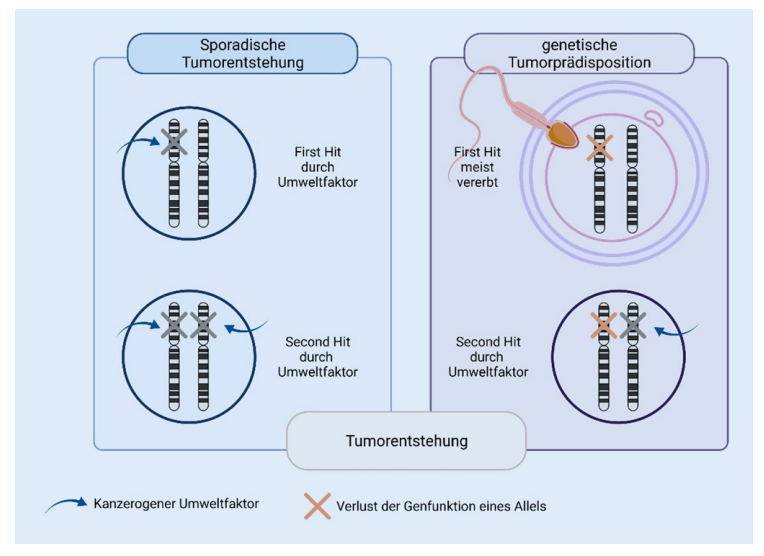 Sporadische
Tumorentstehung
genetische
Tumorprädisposition
First Hit
durch
Umweltfaktor
First Hit
meist
vererbt
Second Hit
durch
Umweltfaktor
Second Hit
durch
Umweltfaktor
Tumorentstehung
Kanzerogener Umweltfaktor
Verlust der Genfunktion eines Allels